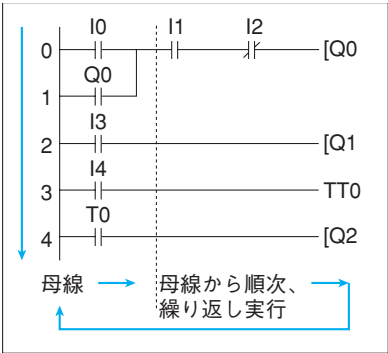 I0 I1 I2
0 [Q0
Q0
1
I3
2 [Q1
I4
3 TT0
T0
4 [Q2
母線 母線から順次、
繰り返し実行